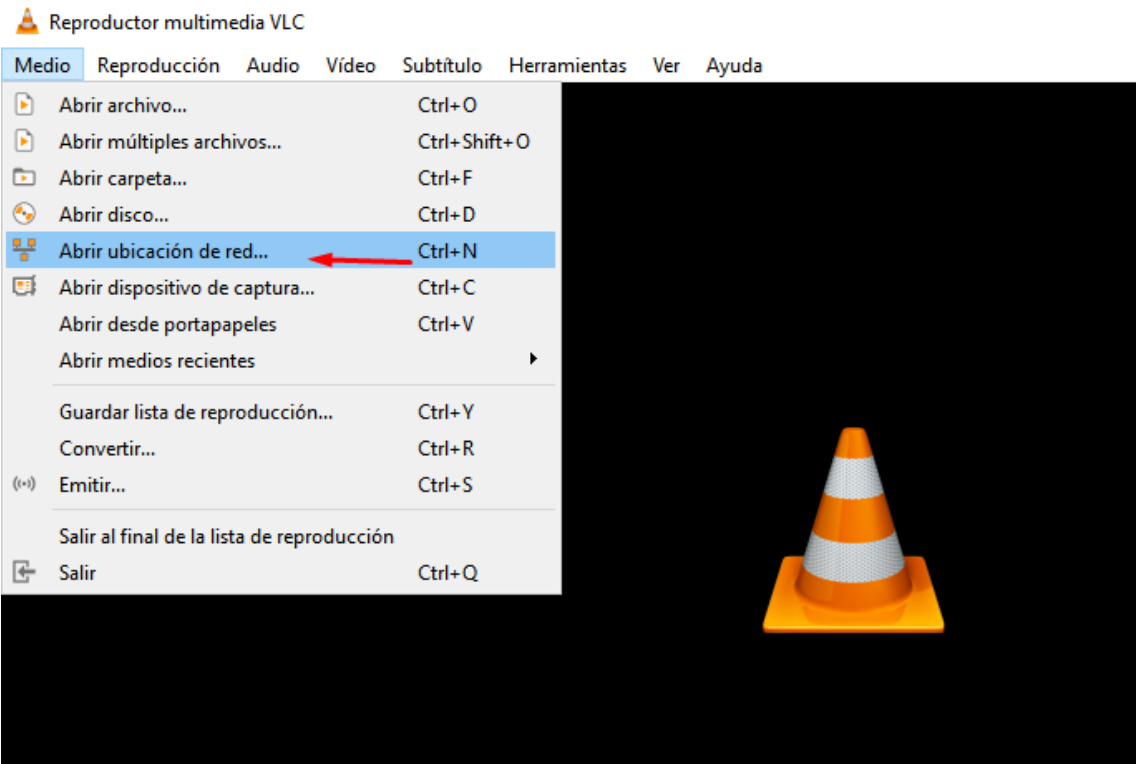 Reproductor multimedia VLC
Medio Reproducción Audio Vídeo Subtítulo Herramientas Ver Ayuda
Abrir archivo... Ctrl+O
Abrir múltiples archivos... Ctrl+Shift+O
Abrir carpeta... Ctrl+F
Abrir disco... Ctrl+D
Abrir ubicación de red... Ctrl+N
Abrir dispositivo de captura... Ctrl+C
Abrir desde portapapeles Ctrl+V
Abrir medios recientes
Guardar lista de reproducción... Ctrl+Y
Convertir... Ctrl+R
Emitir... Ctrl+S
Salir al final de la lista de reproducción
Salir Ctrl+Q